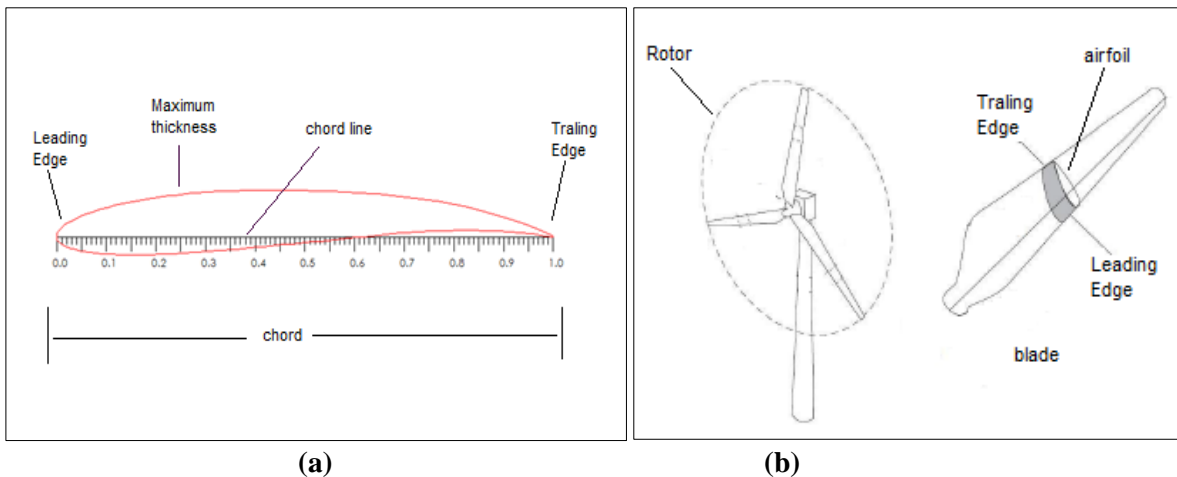 Maximum
thickness
chord line
Leading
Edge
Traling
Edge
0.0 0.1 0.2 0.3 0.4 0.5 0.6 0.7 0.8 0.9 1.0
chord
(a)
Rotor
airfoil
Traling
Edge
Leading
Edge
blade
(b)